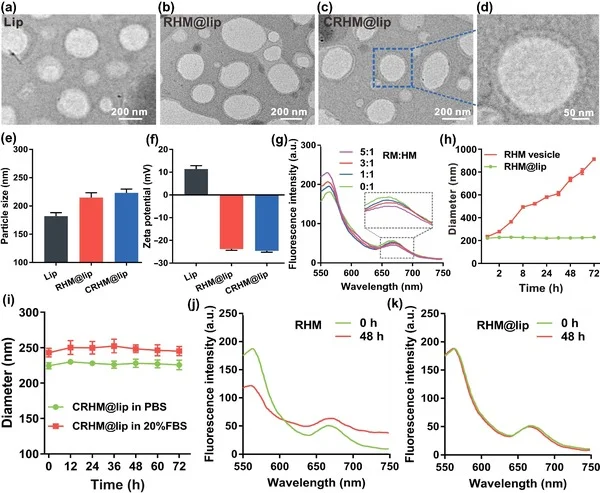 (a)
Lip
200 nm
(b)
RHM@lip
200 nm
(c)
CRHM@lip
200 nm
(d)
50 nm
(e)
Particle size (nm)
250
200
150
100
Lip
RHM@lip
CRHM@lip
(f)
Zeta potential (mV)
20
10
0
−10
−20
−30
Lip
RHM@lip
CRHM@lip
(g)
Fluorescence intensity (a.u.)
300
200
100
0
550
600
650
700
750
Wavelength (nm)
RM:HM
5:1
3:1
1:1
0:1
(h)
Diameter (nm)
1000
800
600
400
200
0
2
8
24
48
72
Time (h)
RHM vesicle
RHM@lip
(i)
Diameter (nm)
300
250
200
150
0
12
24
36
48
60
72
Time (h)
CRHM@lip in PBS
CRHM@lip in 20%FBS
(j)
RHM
0 h
48 h
Fluorescence intensity (a.u.)
300
250
200
150
100
50
0
550
600
650
700
750
Wavelength (nm)
(k)
RHM@lip
0 h
48 h
Fluorescence intensity (a.u.)
300
250
200
150
100
50
0
550
600
650
700
750
Wavelength (nm)